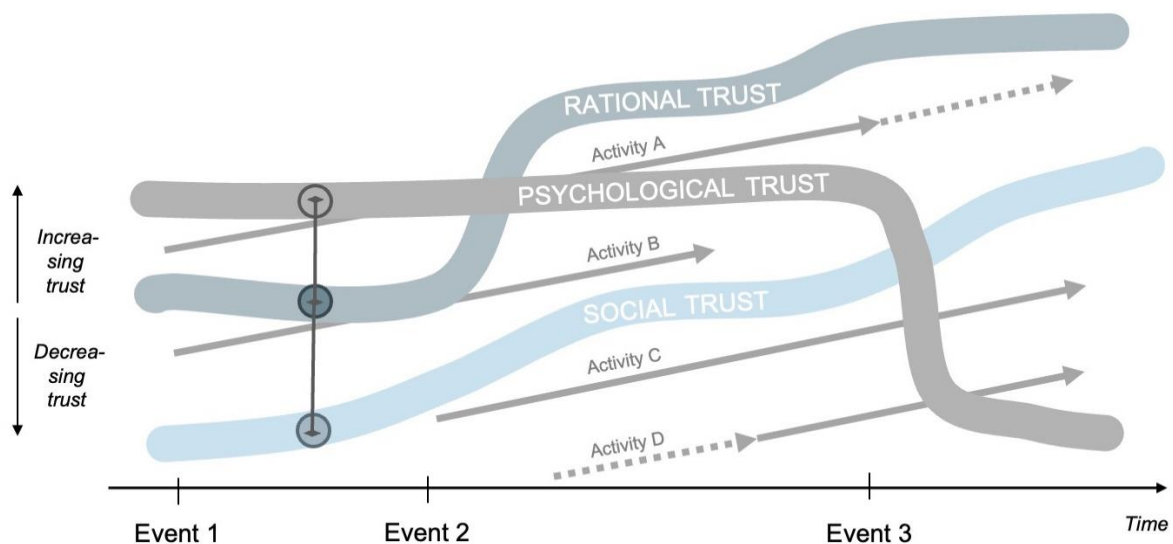 RATIONAL TRUST
Activity A
PSYCHOLOGICAL TRUST
Increa-
sing
trust
Activity B
SOCIAL TRUST
Decrea-
sing
trust
Activity C
Activity D
Event 1
Event 2
Event 3
Time